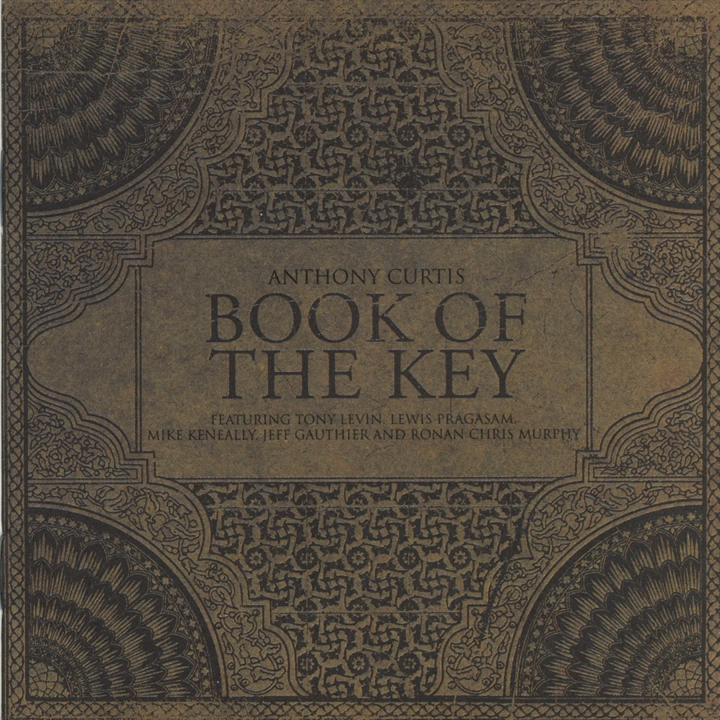 ANTHONY CURTIS
BOOK OF
THE KEY
FEATURING TONY LEVIN, LEWIS PRAGASAM,
MIKE KENEALLY, JEFF GAUTHIER AND RONAN CHRIS MURPHY